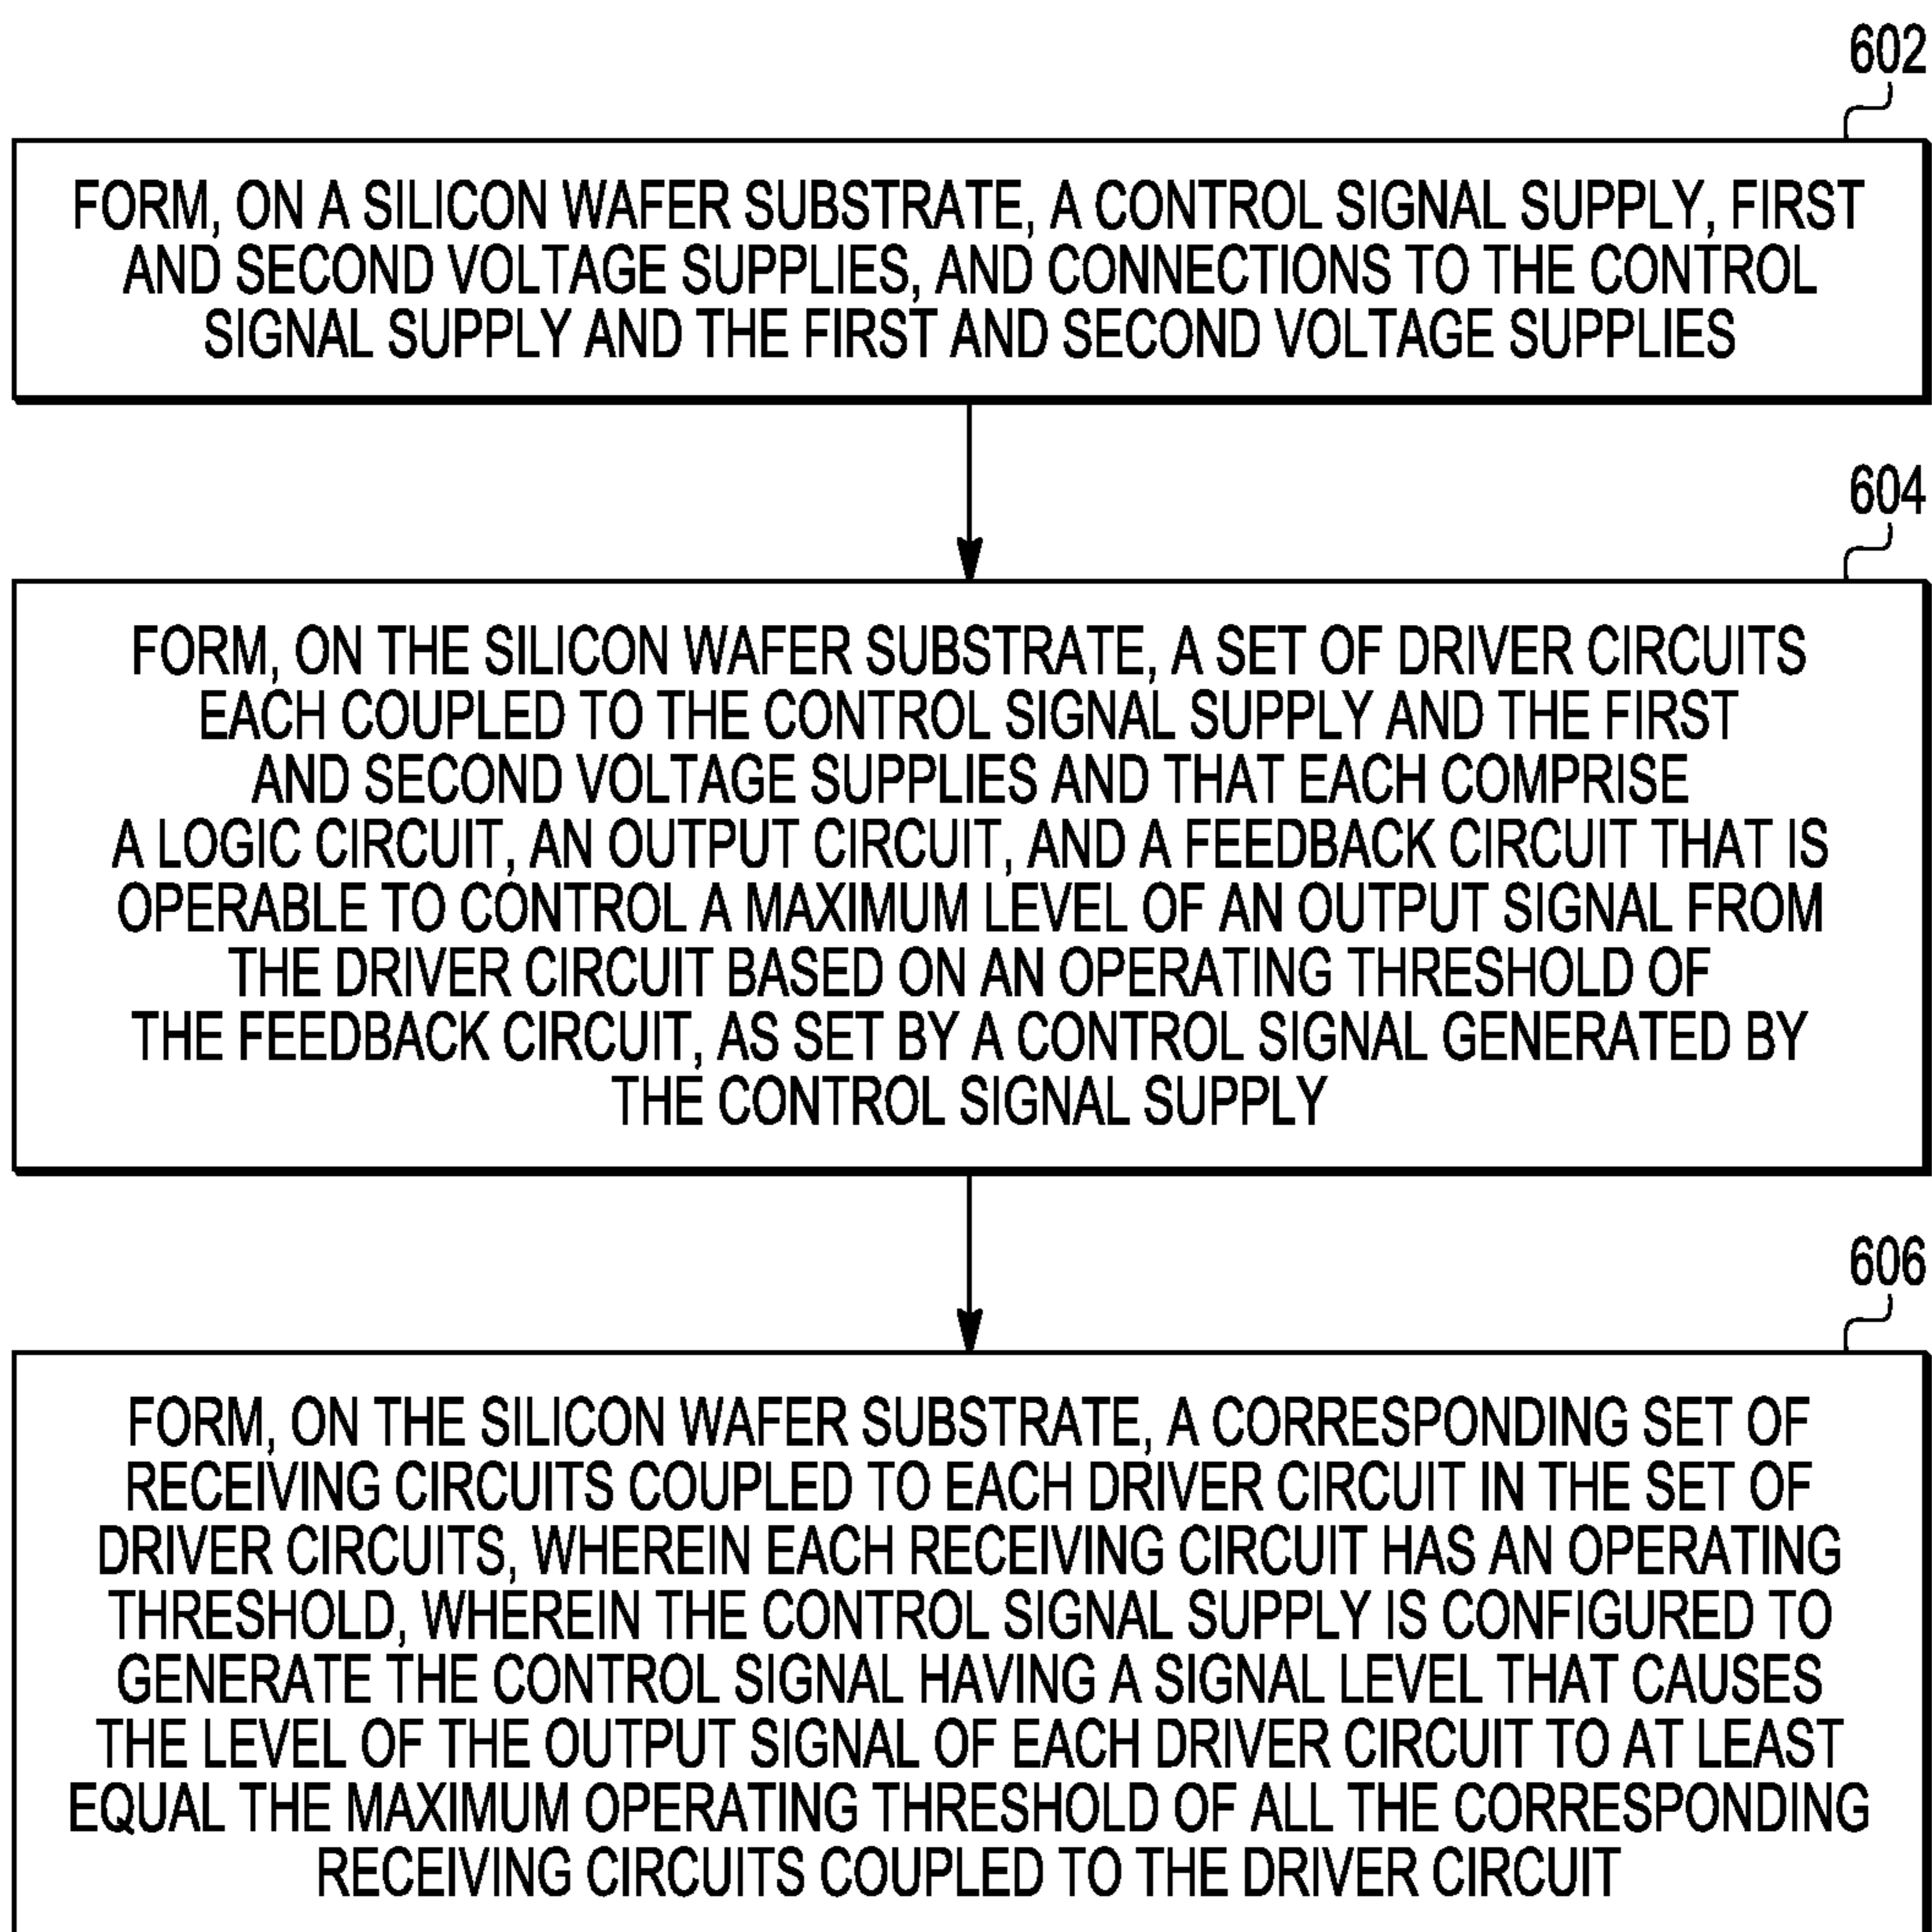 602
FORM, ON A SILICON WAFER SUBSTRATE, A CONTROL SIGNAL SUPPLY, FIRST
AND SECOND VOLTAGE SUPPLIES, AND CONNECTIONS TO THE CONTROL
SIGNAL SUPPLY AND THE FIRST AND SECOND VOLTAGE SUPPLIES
604
FORM, ON THE SILICON WAFER SUBSTRATE, A SET OF DRIVER CIRCUITS
EACH COUPLED TO THE CONTROL SIGNAL SUPPLY AND THE FIRST
AND SECOND VOLTAGE SUPPLIES AND THAT EACH COMPRISE
A LOGIC CIRCUIT, AN OUTPUT CIRCUIT, AND A FEEDBACK CIRCUIT THAT IS
OPERABLE TO CONTROL A MAXIMUM LEVEL OF AN OUTPUT SIGNAL FROM
THE DRIVER CIRCUIT BASED ON AN OPERATING THRESHOLD OF
THE FEEDBACK CIRCUIT, AS SET BY A CONTROL SIGNAL GENERATED BY
THE CONTROL SIGNAL SUPPLY
606
FORM, ON THE SILICON WAFER SUBSTRATE, A CORRESPONDING SET OF
RECEIVING CIRCUITS COUPLED TO EACH DRIVER CIRCUIT IN THE SET OF
DRIVER CIRCUITS, WHEREIN EACH RECEIVING CIRCUIT HAS AN OPERATING
THRESHOLD, WHEREIN THE CONTROL SIGNAL SUPPLY IS CONFIGURED TO
GENERATE THE CONTROL SIGNAL HAVING A SIGNAL LEVEL THAT CAUSES
THE LEVEL OF THE OUTPUT SIGNAL OF EACH DRIVER CIRCUIT TO AT LEAST
EQUAL THE MAXIMUM OPERATING THRESHOLD OF ALL THE CORRESPONDING
RECEIVING CIRCUITS COUPLED TO THE DRIVER CIRCUIT